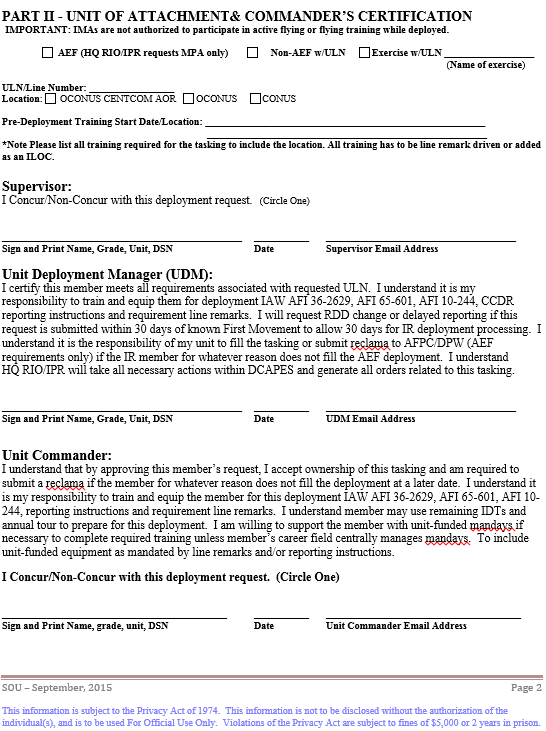 PART II - UNIT OF ATTACHMENT& COMMANDER'S CERTIFICATION
IMPORTANT: IMAs are not authorized to participate in active flying or flying training while deployed.
AEF (HQ RIO/IPR requests MPA only) Non-AEF w/ULN Exercise w/ULN
(Name of exercise)
ULN/Line Number:
Location: OCONUS CENTCOM AOR OCONUS CONUS
Pre-Deployment Training Start Date/Location:
*Note Please list all training required for the tasking to include the location. All training has to be line remark driven or added
as an ILOC.
Supervisor:
I Concur/Non-Concur with this deployment request. (Circle One)
Sign and Print Name, Grade, Unit, DSN Date Supervisor Email Address
Unit Deployment Manager (UDM):
I certify this member meets all requirements associated with requested ULN. I understand it is my
responsibility to train and equip them for deployment IAW AFI 36-2629, AFI 65-601, AFI 10-244, CCDR
reporting instructions and requirement line remarks. I will request RDD change or delayed reporting if this
request is submitted within 30 days of known First Movement to allow 30 days for IR deployment processing. I
understand it is the responsibility of my unit to fill the tasking or submit reclama to AFPC/DPW (AEF
requirements only) if the IR member for whatever reason does not fill the AEF deployment. I understand
HQ RIO/IPR will take all necessary actions within DCAPES and generate all orders related to this tasking.
Sign and Print Name, Grade, Unit, DSN Date UDM Email Address
Unit Commander:
I understand that by approving this member's request, I accept ownership of this tasking and am required to
submit a reclama if the member for whatever reason does not fill the deployment at a later date. I understand it
is my responsibility to train and equip the member for this deployment IAW AFI 36-2629, AFI 65-601, AFI 10-
244, reporting instructions and requirement line remarks. I understand member may use remaining IDTs and
annual tour to prepare for this deployment. I am willing to support the member with unit-funded mandays if
necessary to complete required training unless member's career field centrally manages mandays. To include
unit-funded equipment as mandated by line remarks and/or reporting instructions.
I Concur/Non-Concur with this deployment request. (Circle One)
Sign and Print Name, grade, unit, DSN Date Unit Commander Email Address
SOU – September, 2015 Page 2
This information is subject to the Privacy Act of 1974. This information is not to be disclosed without the authorization of the
individual(s), and is to be used For Official Use Only. Violations of the Privacy Act are subject to fines of $5,000 or 2 years in prison.